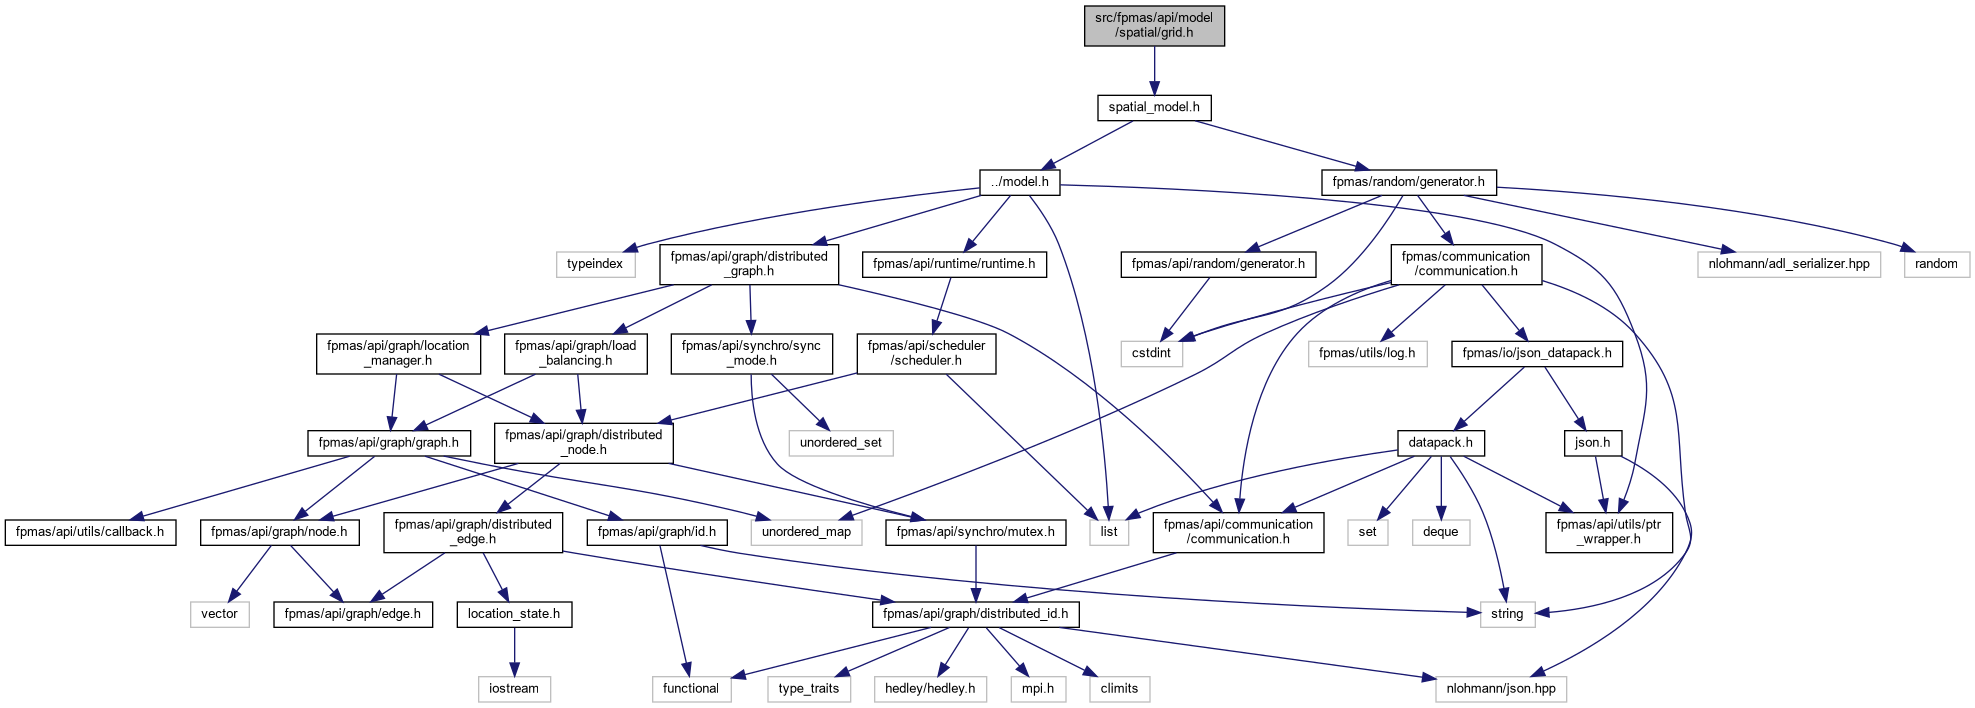 src/fpmas/api/model
/spatial/grid.h
spatial_model.h
../model.h
fpmas/random/generator.h
typeindex
fpmas/api/graph/distributed
_graph.h
fpmas/api/runtime/runtime.h
fpmas/api/random/generator.h
fpmas/communication
/communication.h
nlohmann/adl_serializer.hpp
random
fpmas/api/graph/location
_manager.h
fpmas/api/graph/load
_balancing.h
fpmas/api/synchro/sync
_mode.h
fpmas/api/scheduler
/scheduler.h
cstdint
fpmas/utils/log.h
fpmas/io/json_datapack.h
fpmas/api/graph/graph.h
fpmas/api/graph/distributed
_node.h
unordered_set
datapack.h
json.h
fpmas/api/utils/callback.h
fpmas/api/graph/node.h
fpmas/api/graph/distributed
_edge.h
fpmas/api/graph/id.h
unordered_map
fpmas/api/synchro/mutex.h
list
fpmas/api/communication
/communication.h
set
deque
fpmas/api/utils/ptr
_wrapper.h
vector
fpmas/api/graph/edge.h
location_state.h
fpmas/api/graph/distributed_id.h
string
iostream
functional
type_traits
hedley/hedley.h
mpi.h
climits
nlohmann/json.hpp